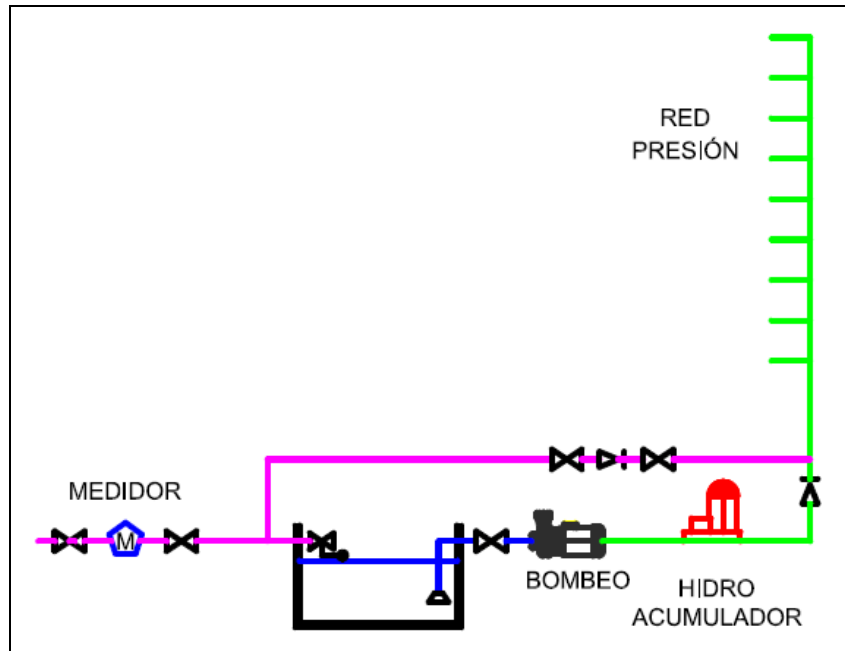 RED
PRESIÓN
MEDIDOR
M
BOMBEO
HIDRO
ACUMULADOR